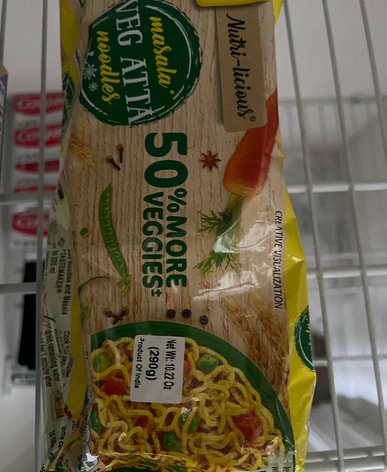 masala
VEG ATTA
noodles
Nutri-licious®
50% MORE
VEGGIES‡
CREATIVE VISUALIZATION
Net Wt: 10.22 Oz
(290g)
Product Of India